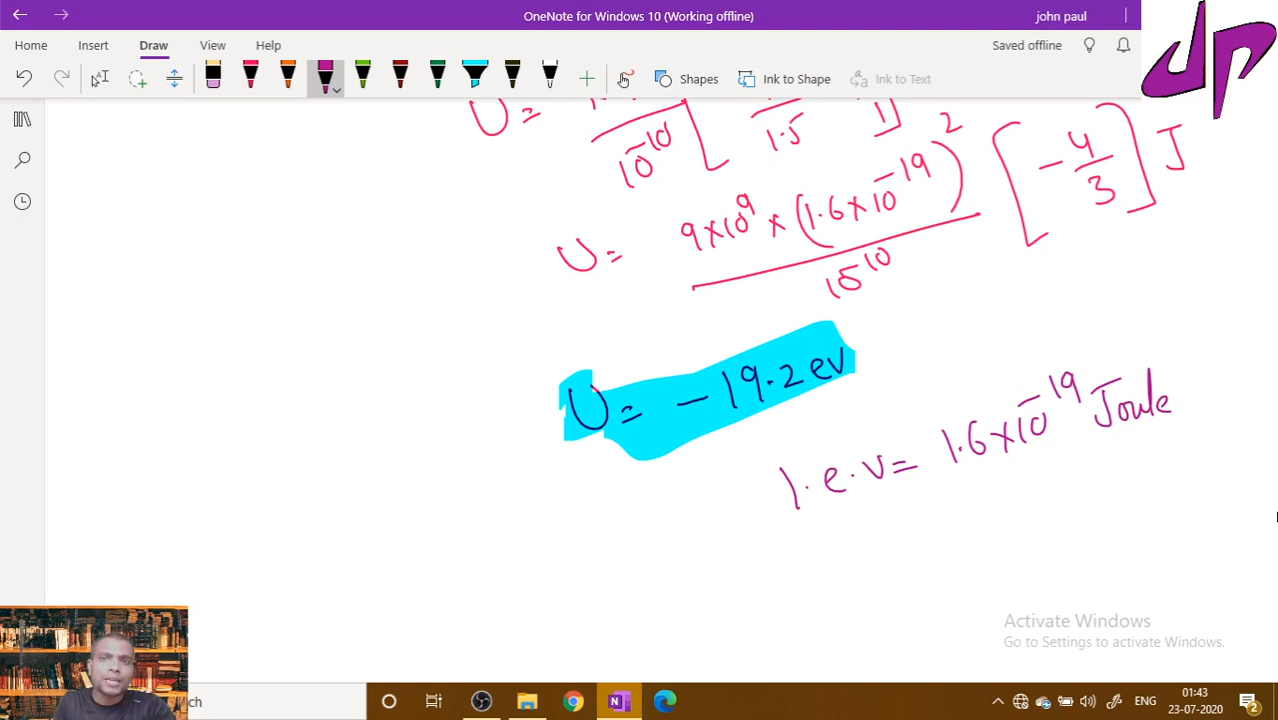 OneNote for Windows 10 (Working offline)
john paul
Home Insert Draw View Help
Saved offline
Shapes Ink to Shape Ink to Text
U =
10^-10 [ 1.5 1 ]
U = 9×10^9 × (1.6×10^-19)^2 / 10^-10 [ -4/3 ] J
U = -19.2 ev
1.e.v = 1.6×10^-19 Joule
Activate Windows
Go to Settings to activate Windows.
ENG
01:43
23-07-2020
2